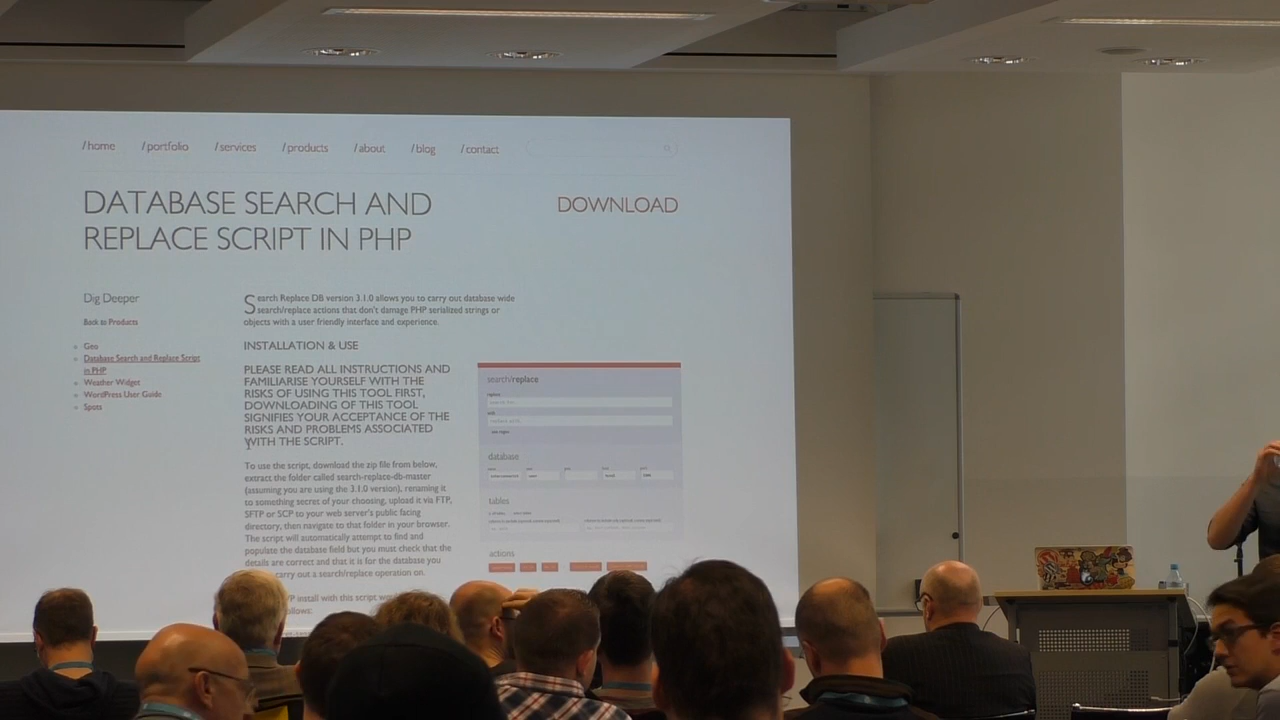 /home /portfolio /services /products /about /blog /contact
DATABASE SEARCH AND
REPLACE SCRIPT IN PHP
DOWNLOAD
Dig Deeper
Back to Products
Geo
Database Search and Replace Script
in PHP
Weather Widget
WordPress User Guide
Spots
Search Replace DB version 3.1.0 allows you to carry out database wide
search/replace actions that don't damage PHP serialized strings or
objects with a user friendly interface and experience.
INSTALLATION & USE
PLEASE READ ALL INSTRUCTIONS AND
FAMILIARISE YOURSELF WITH THE
RISKS OF USING THIS TOOL FIRST,
DOWNLOADING OF THIS TOOL
SIGNIFIES YOUR ACCEPTANCE OF THE
RISKS AND PROBLEMS ASSOCIATED
WITH THE SCRIPT.
To use the script, download the zip file from below,
extract the folder called search-replace-db-master
(assuming you are using the 3.1.0 version), renaming it
to something secret of your choosing, upload it via FTP,
SFTP or SCP to your web server's public facing
directory, then navigate to that folder in your browser.
The script will automatically attempt to find and
populate the database field but you must check that the
details are correct and that it is for the database you
carry out a search/replace operation on.
install with this script
search/replace
replace
with
use regex
database
tables
actions